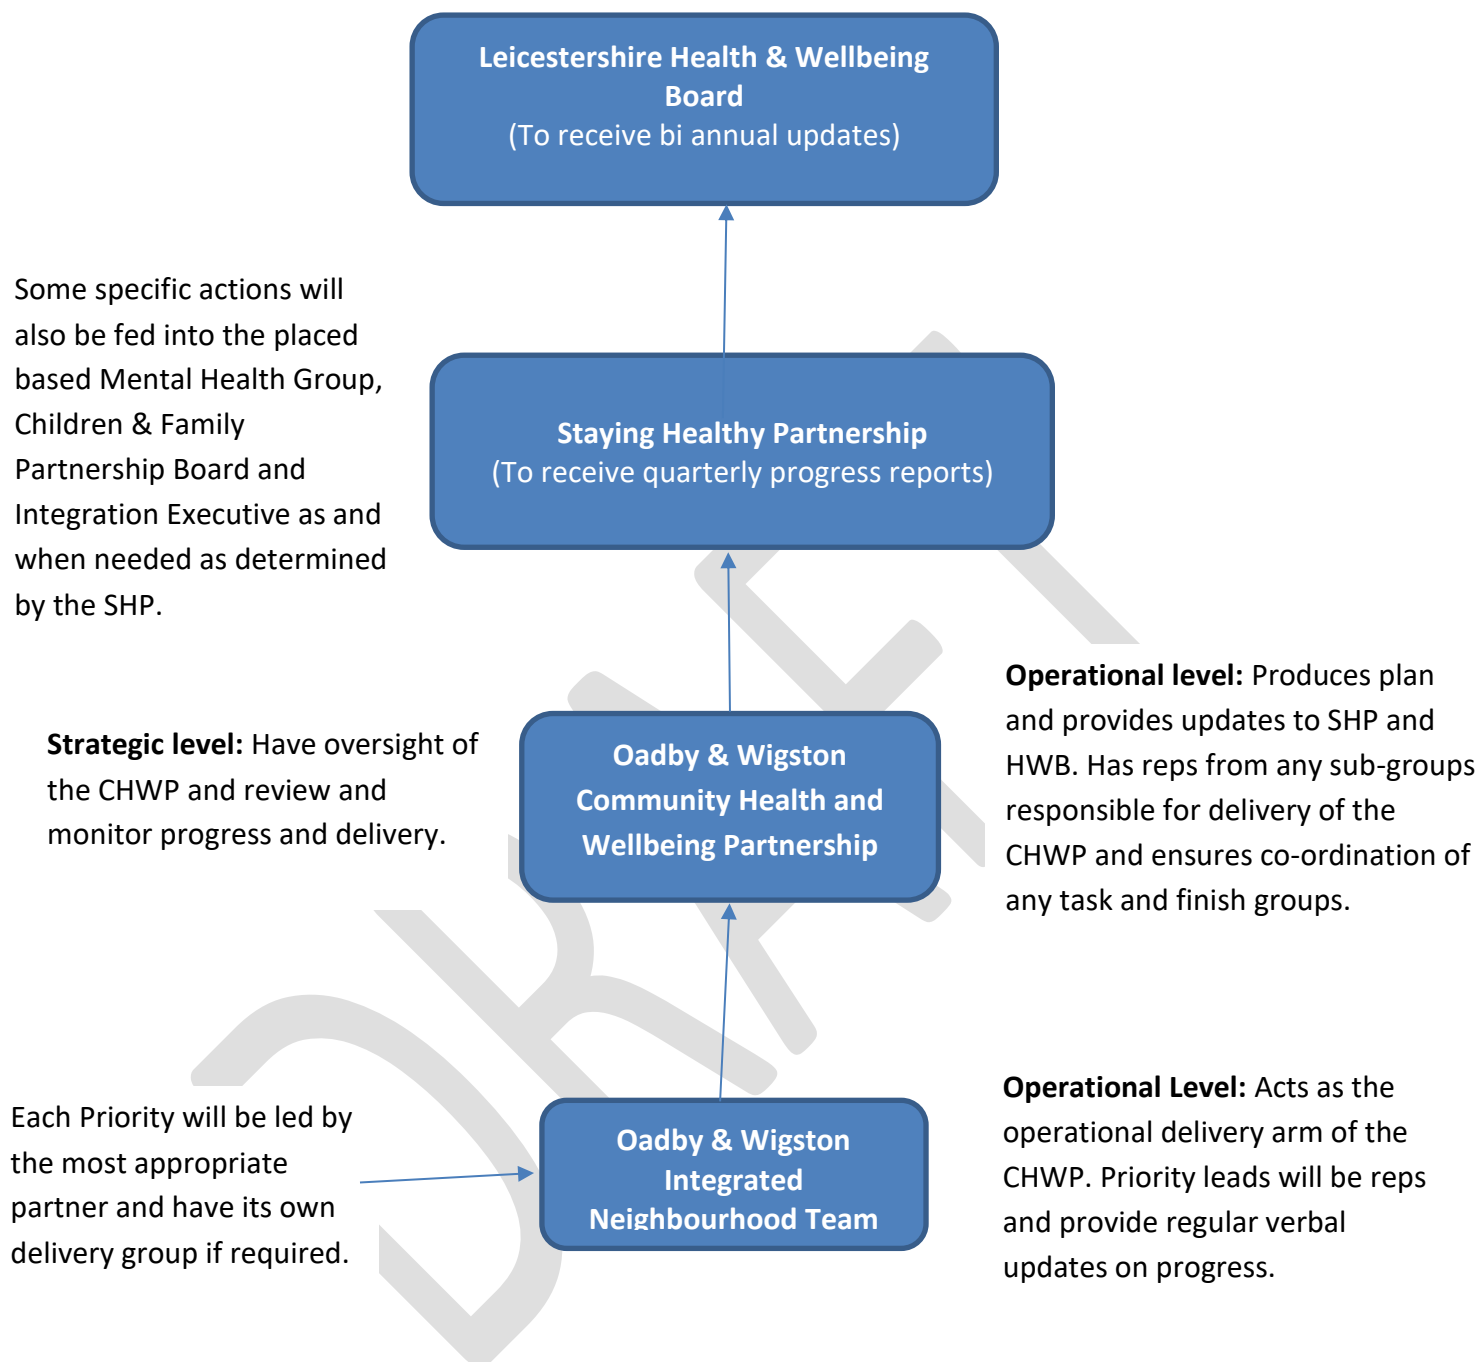 Leicestershire Health & Wellbeing
Board
(To receive bi annual updates)
Some specific actions will
also be fed into the placed
based Mental Health Group,
Children & Family
Partnership Board and
Integration Executive as and
when needed as determined
by the SHP.
Staying Healthy Partnership
(To receive quarterly progress reports)
Strategic level: Have oversight of
the CHWP and review and
monitor progress and delivery.
Oadby & Wigston
Community Health and
Wellbeing Partnership
Operational level: Produces plan
and provides updates to SHP and
HWB. Has reps from any sub-groups
responsible for delivery of the
CHWP and ensures co-ordination of
any task and finish groups.
Each Priority will be led by
the most appropriate
partner and have its own
delivery group if required.
Oadby & Wigston
Integrated
Neighbourhood Team
Operational Level: Acts as the
operational delivery arm of the
CHWP. Priority leads will be reps
and provide regular verbal
updates on progress.
DRAFT